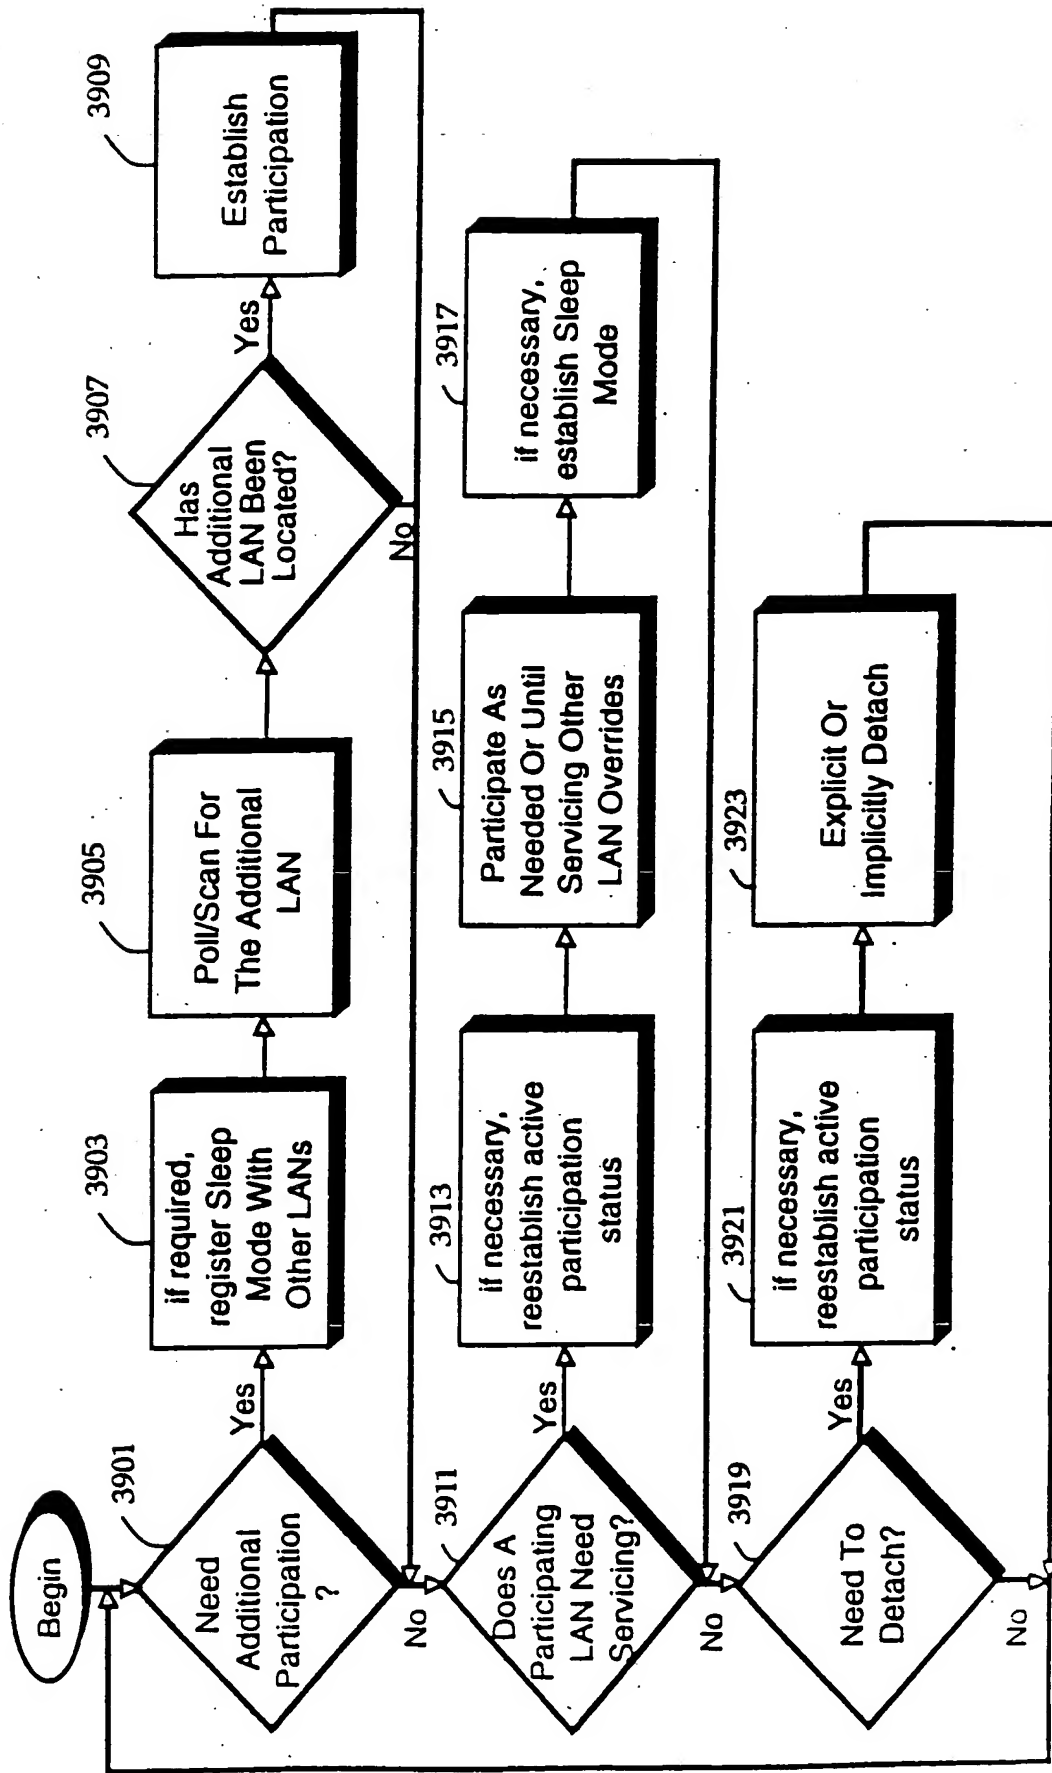 Begin
3901
Need
Additional
Participation
?
Yes
No
3903
if required,
register Sleep
Mode With
Other LANs
3905
Poll/Scan For
The Additional
LAN
3907
Has
Additional
LAN Been
Located?
Yes
No
3909
Establish
Participation
3911
Does A
Participating
LAN Need
Servicing?
Yes
No
3913
if necessary,
reestablish active
participation
status
3915
Participate As
Needed Or Until
Servicing Other
LAN Overrides
3917
if necessary,
establish Sleep
Mode
3919
Need To
Detach?
Yes
No
3921
if necessary,
reestablish active
participation
status
3923
Explicit Or
Implicitly Detach